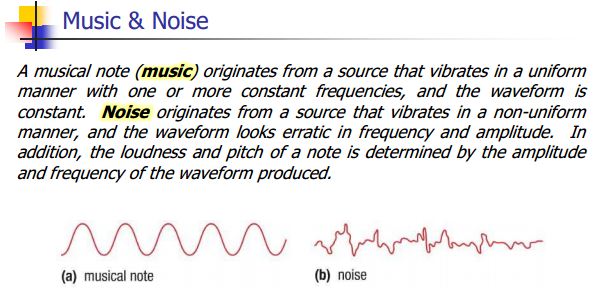 Music & Noise
A musical note (music) originates from a source that vibrates in a uniform
manner with one or more constant frequencies, and the waveform is
constant. Noise originates from a source that vibrates in a non-uniform
manner, and the waveform looks erratic in frequency and amplitude. In
addition, the loudness and pitch of a note is determined by the amplitude
and frequency of the waveform produced.
(a) musical note
(b) noise